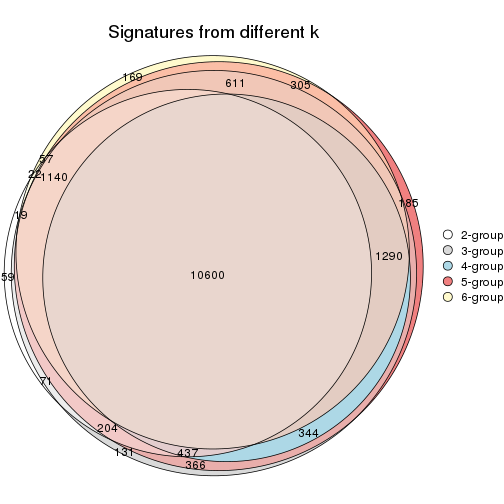 Signatures from different k
169
611
305
57
22
1140
19
185
59
10600
1290
71
204
131
437
366
344
2-group
3-group
4-group
5-group
6-group